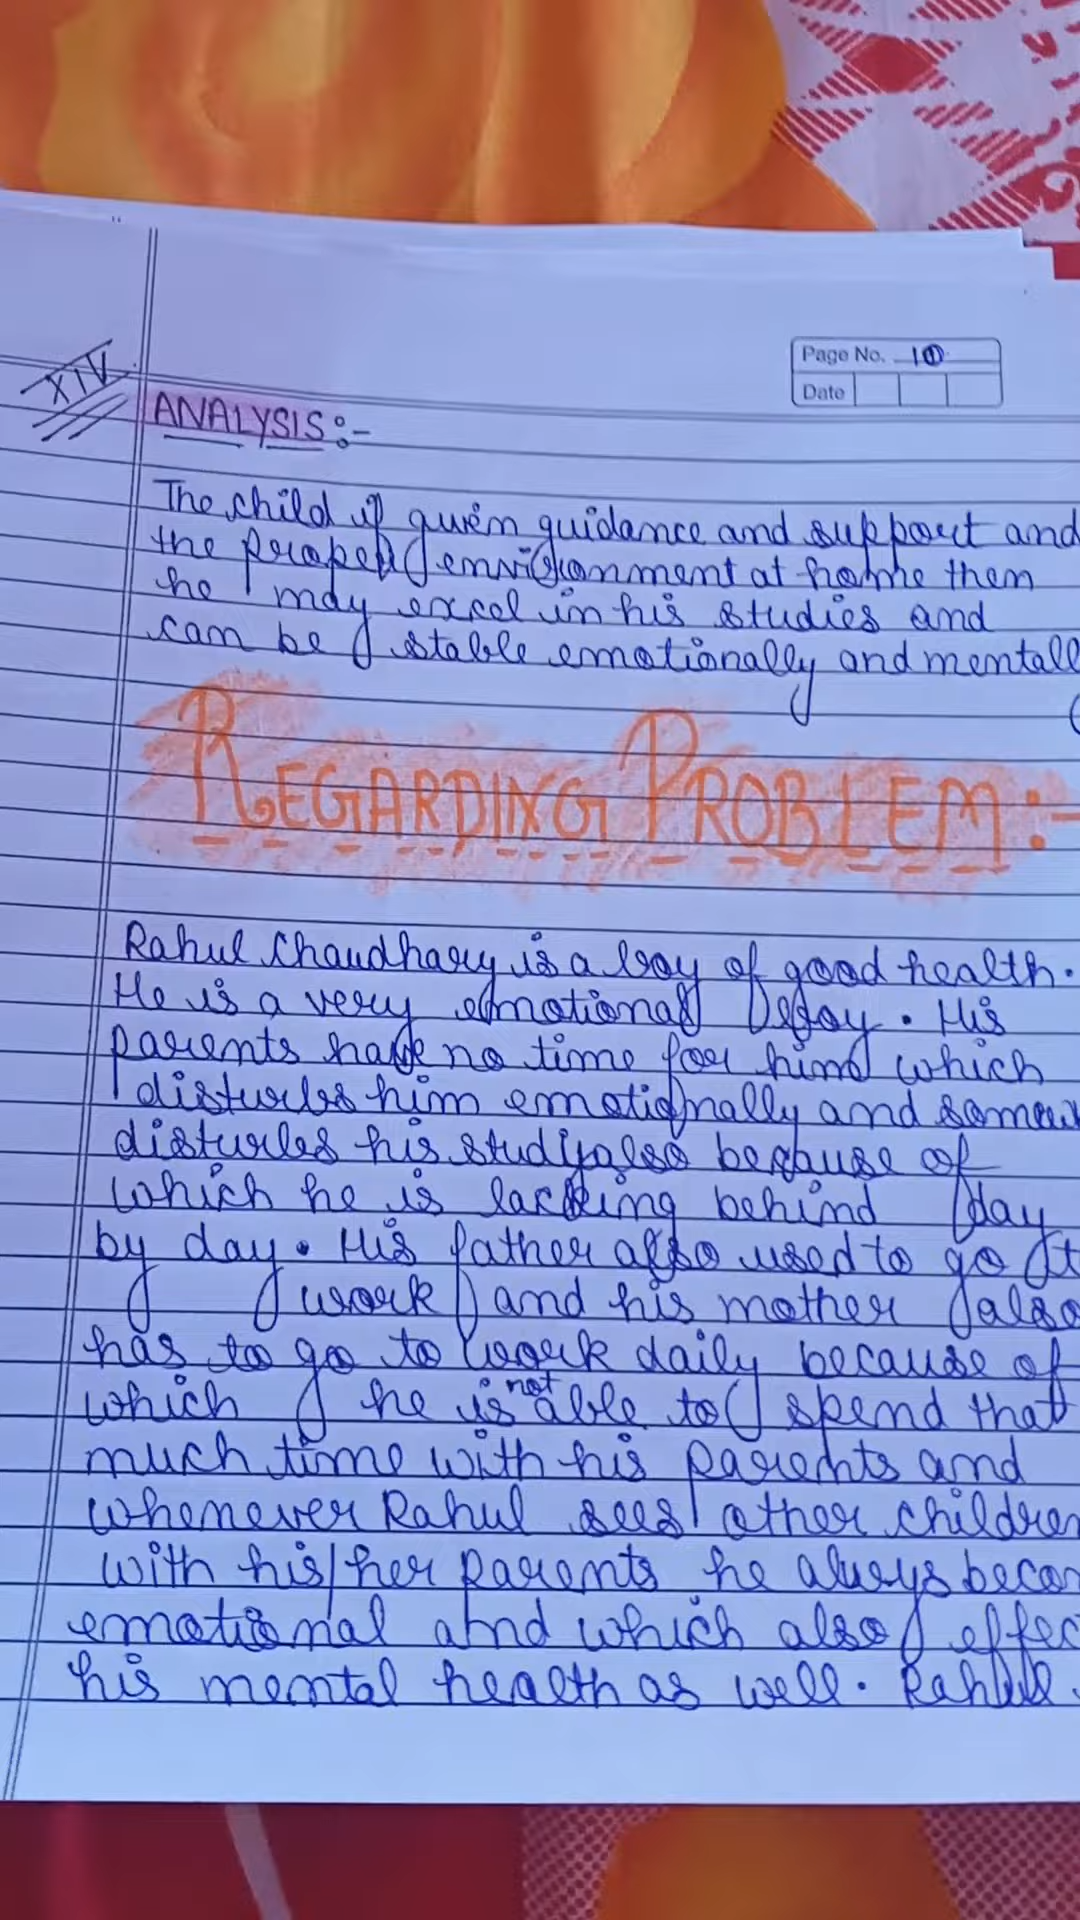 XIV
Page No. 10
Date
ANALYSIS :-
The child if given guidance and support and
the proper environment at home then
he may excel in his studies and
can be stable emotionally and mentall
REGARDING PROBLEM :-
Rahul Chaudhary is a boy of good health.
He is a very emotional boy. His
parents have no time for him which
disturbs him emotionally and
disturbs his study also because of
which he is lacking behind day
by day. His father also used to go t
work and his mother also
has to go to work daily because of
which he is not able to spend that
much time with his parents and
whenever Rahul sees other children
with his/her parents he always becom
emotional and which also effec
his mental health as well. Rahul